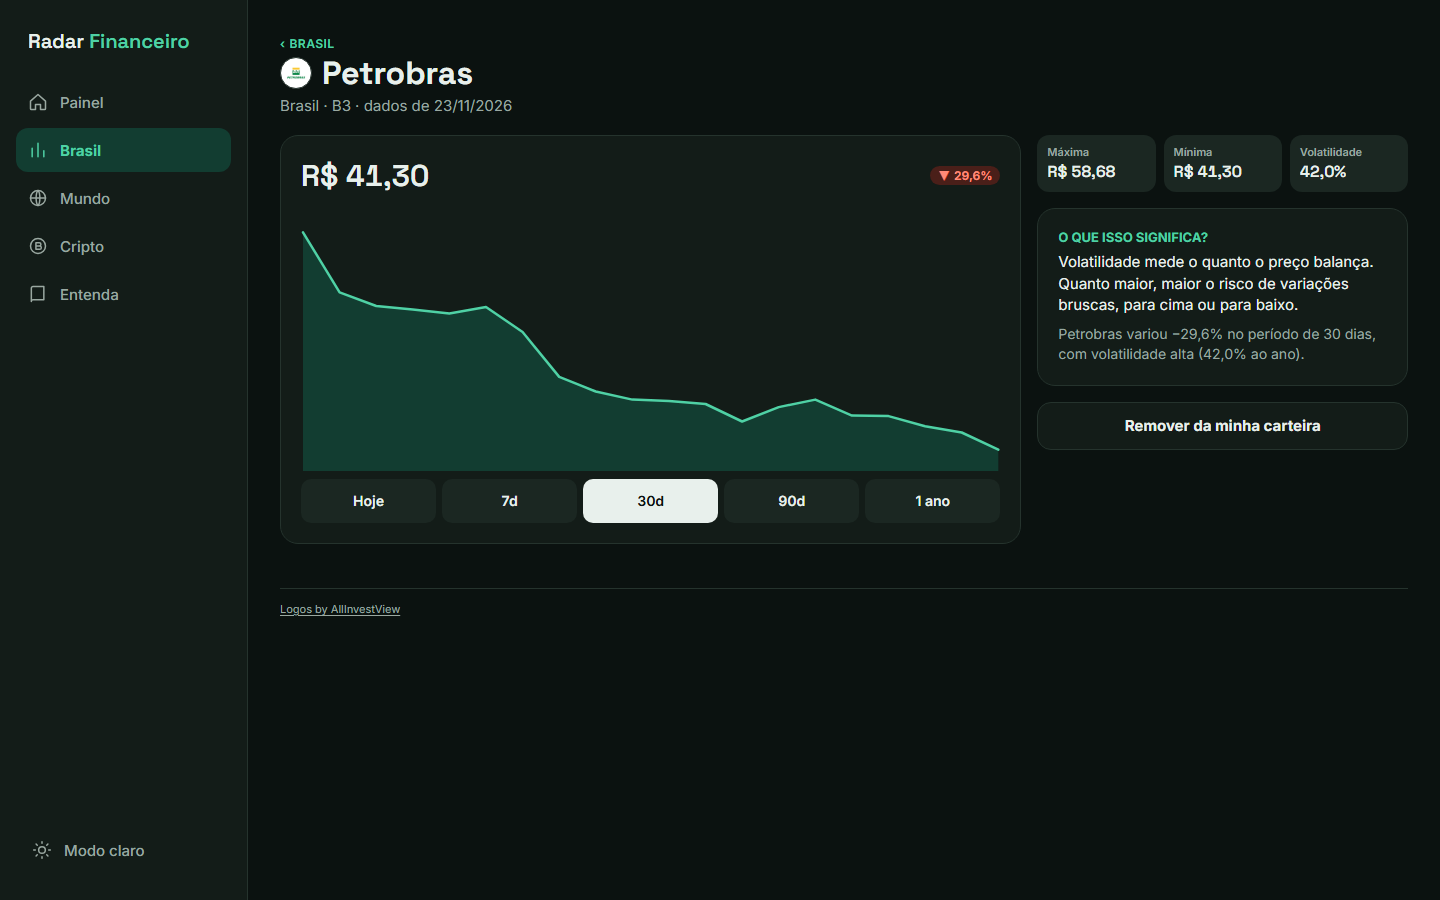 Radar Financeiro
Painel
Brasil
Mundo
Cripto
Entenda
Modo claro
‹ BRASIL
Petrobras
Brasil · B3 · dados de 23/11/2026
R$ 41,30
▼ 29,6%
Hoje
7d
30d
90d
1 ano
Máxima
R$ 58,68
Mínima
R$ 41,30
Volatilidade
42,0%
O QUE ISSO SIGNIFICA?
Volatilidade mede o quanto o preço balança.
Quanto maior, maior o risco de variações
bruscas, para cima ou para baixo.
Petrobras variou −29,6% no período de 30 dias,
com volatilidade alta (42,0% ao ano).
Remover da minha carteira
Logos by AllInvestView